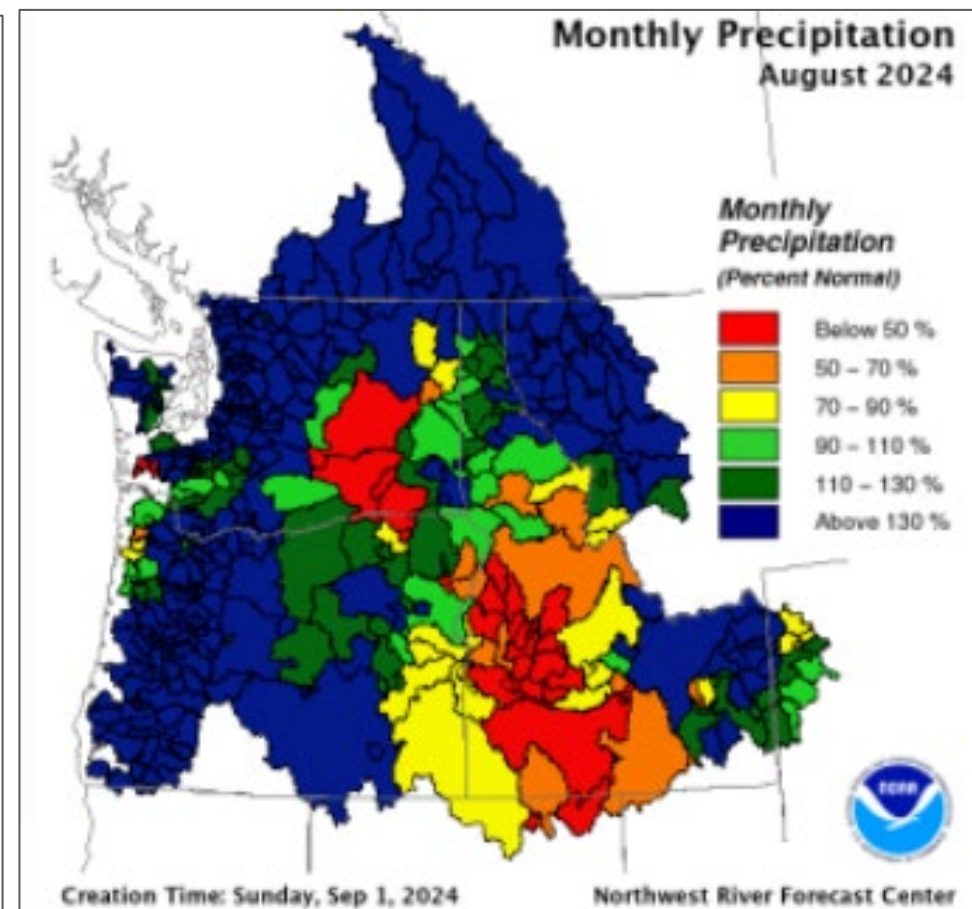 Monthly Precipitation
August 2024
Monthly
Precipitation
(Percent Normal)
Below 50 %
50 – 70 %
70 – 90 %
90 – 110 %
110 – 130 %
Above 130 %
noaa
Creation Time: Sunday, Sep 1, 2024
Northwest River Forecast Center